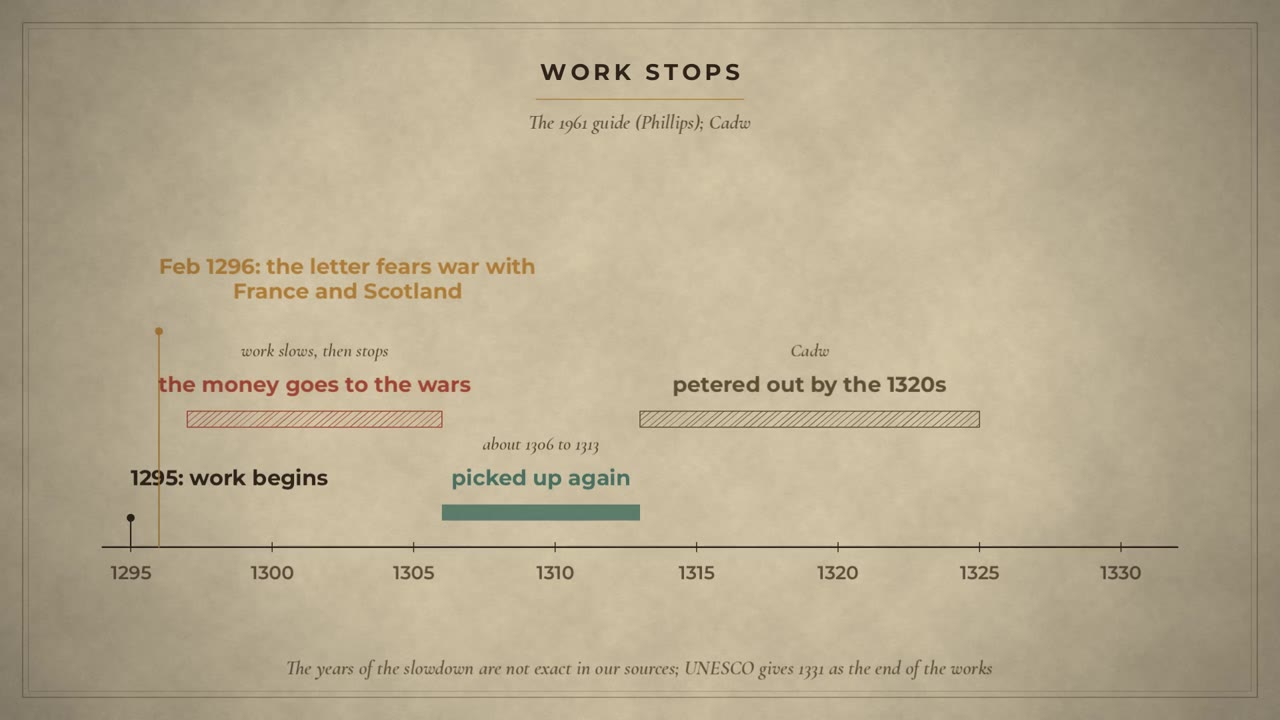 WORK STOPS
The 1961 guide (Phillips); Cadw
Feb 1296: the letter fears war with
France and Scotland
work slows, then stops
the money goes to the wars
Cadw
petered out by the 1320s
about 1306 to 1313
picked up again
1295: work begins
1295 1300 1305 1310 1315 1320 1325 1330
The years of the slowdown are not exact in our sources; UNESCO gives 1331 as the end of the works